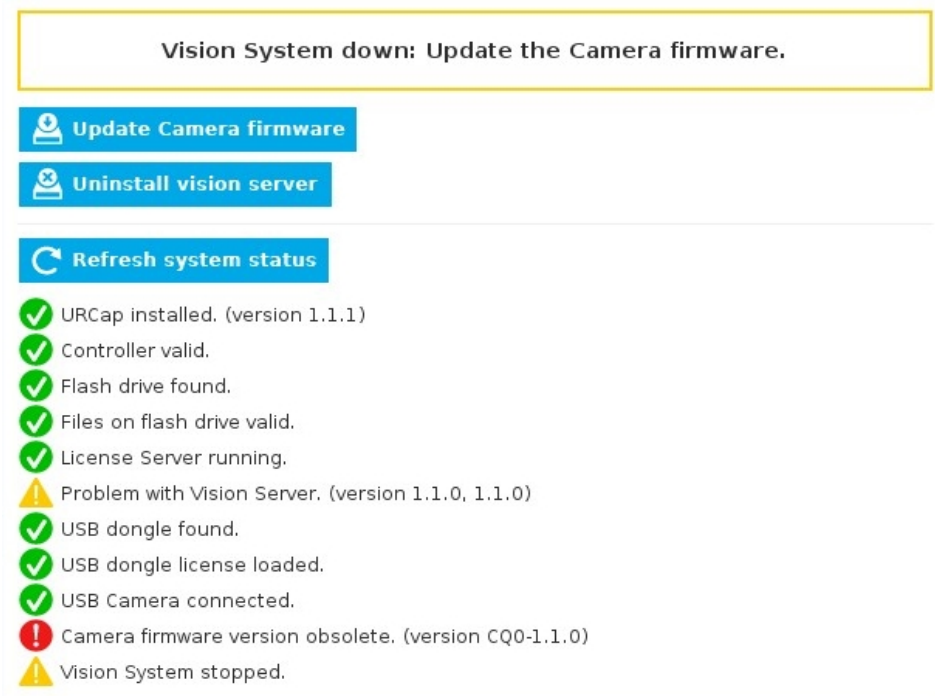 Vision System down: Update the Camera firmware.
Update Camera firmware
Uninstall vision server
Refresh system status
URCap installed. (version 1.1.1)
Controller valid.
Flash drive found.
Files on flash drive valid.
License Server running.
Problem with Vision Server. (version 1.1.0, 1.1.0)
USB dongle found.
USB dongle license loaded.
USB Camera connected.
Camera firmware version obsolete. (version CQ0-1.1.0)
Vision System stopped.